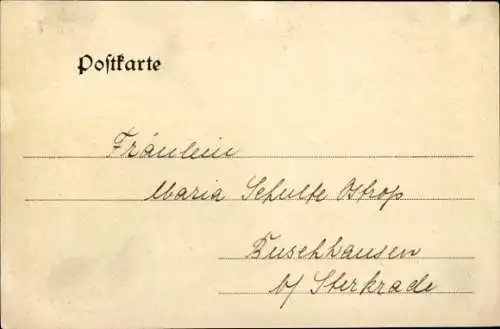 Postkarte
Fräulein
Maria Schulte Ostrop
Buschhausen
b/ Sterkrade